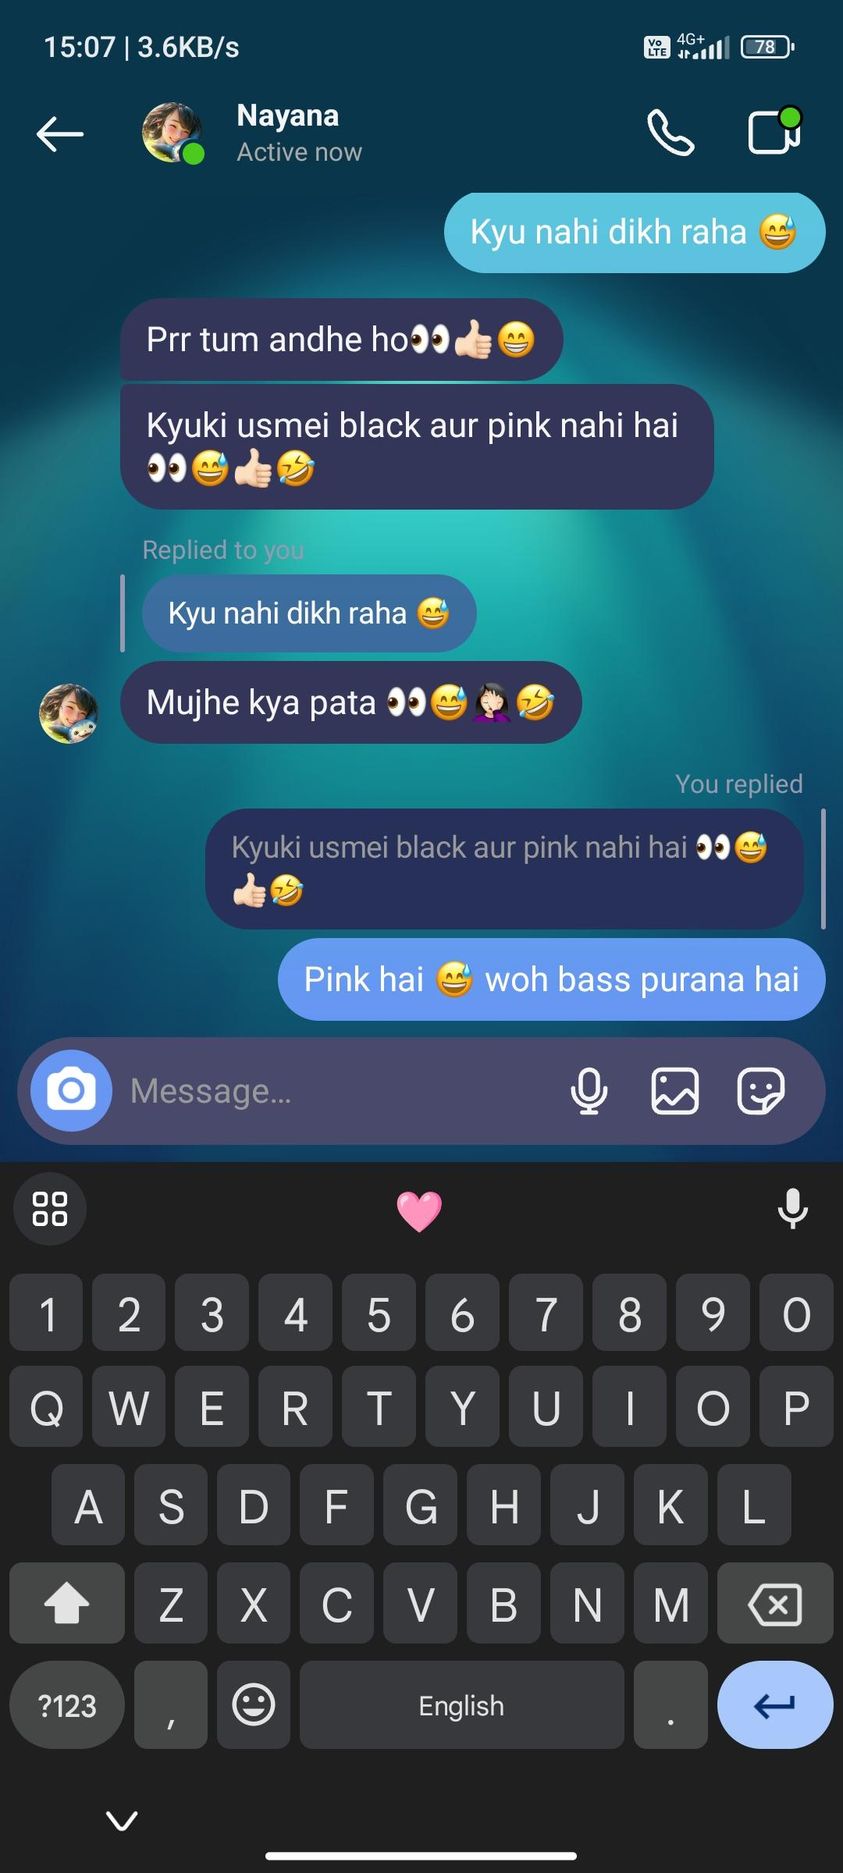 15:07 | 3.6KB/s
Vo LTE 4G+ 78
Nayana
Active now
Kyu nahi dikh raha 😅
Prr tum andhe ho👀👍🏻😁
Kyuki usmei black aur pink nahi hai
👀😅👍🏻🤣
Replied to you
Kyu nahi dikh raha 😅
Mujhe kya pata 👀😅🤦🏻‍♀️🤣
You replied
Kyuki usmei black aur pink nahi hai 👀😅
👍🏻🤣
Pink hai 😅 woh bass purana hai
Message...
🩷
1 2 3 4 5 6 7 8 9 0
Q W E R T Y U I O P
A S D F G H J K L
Z X C V B N M
?123 , English .